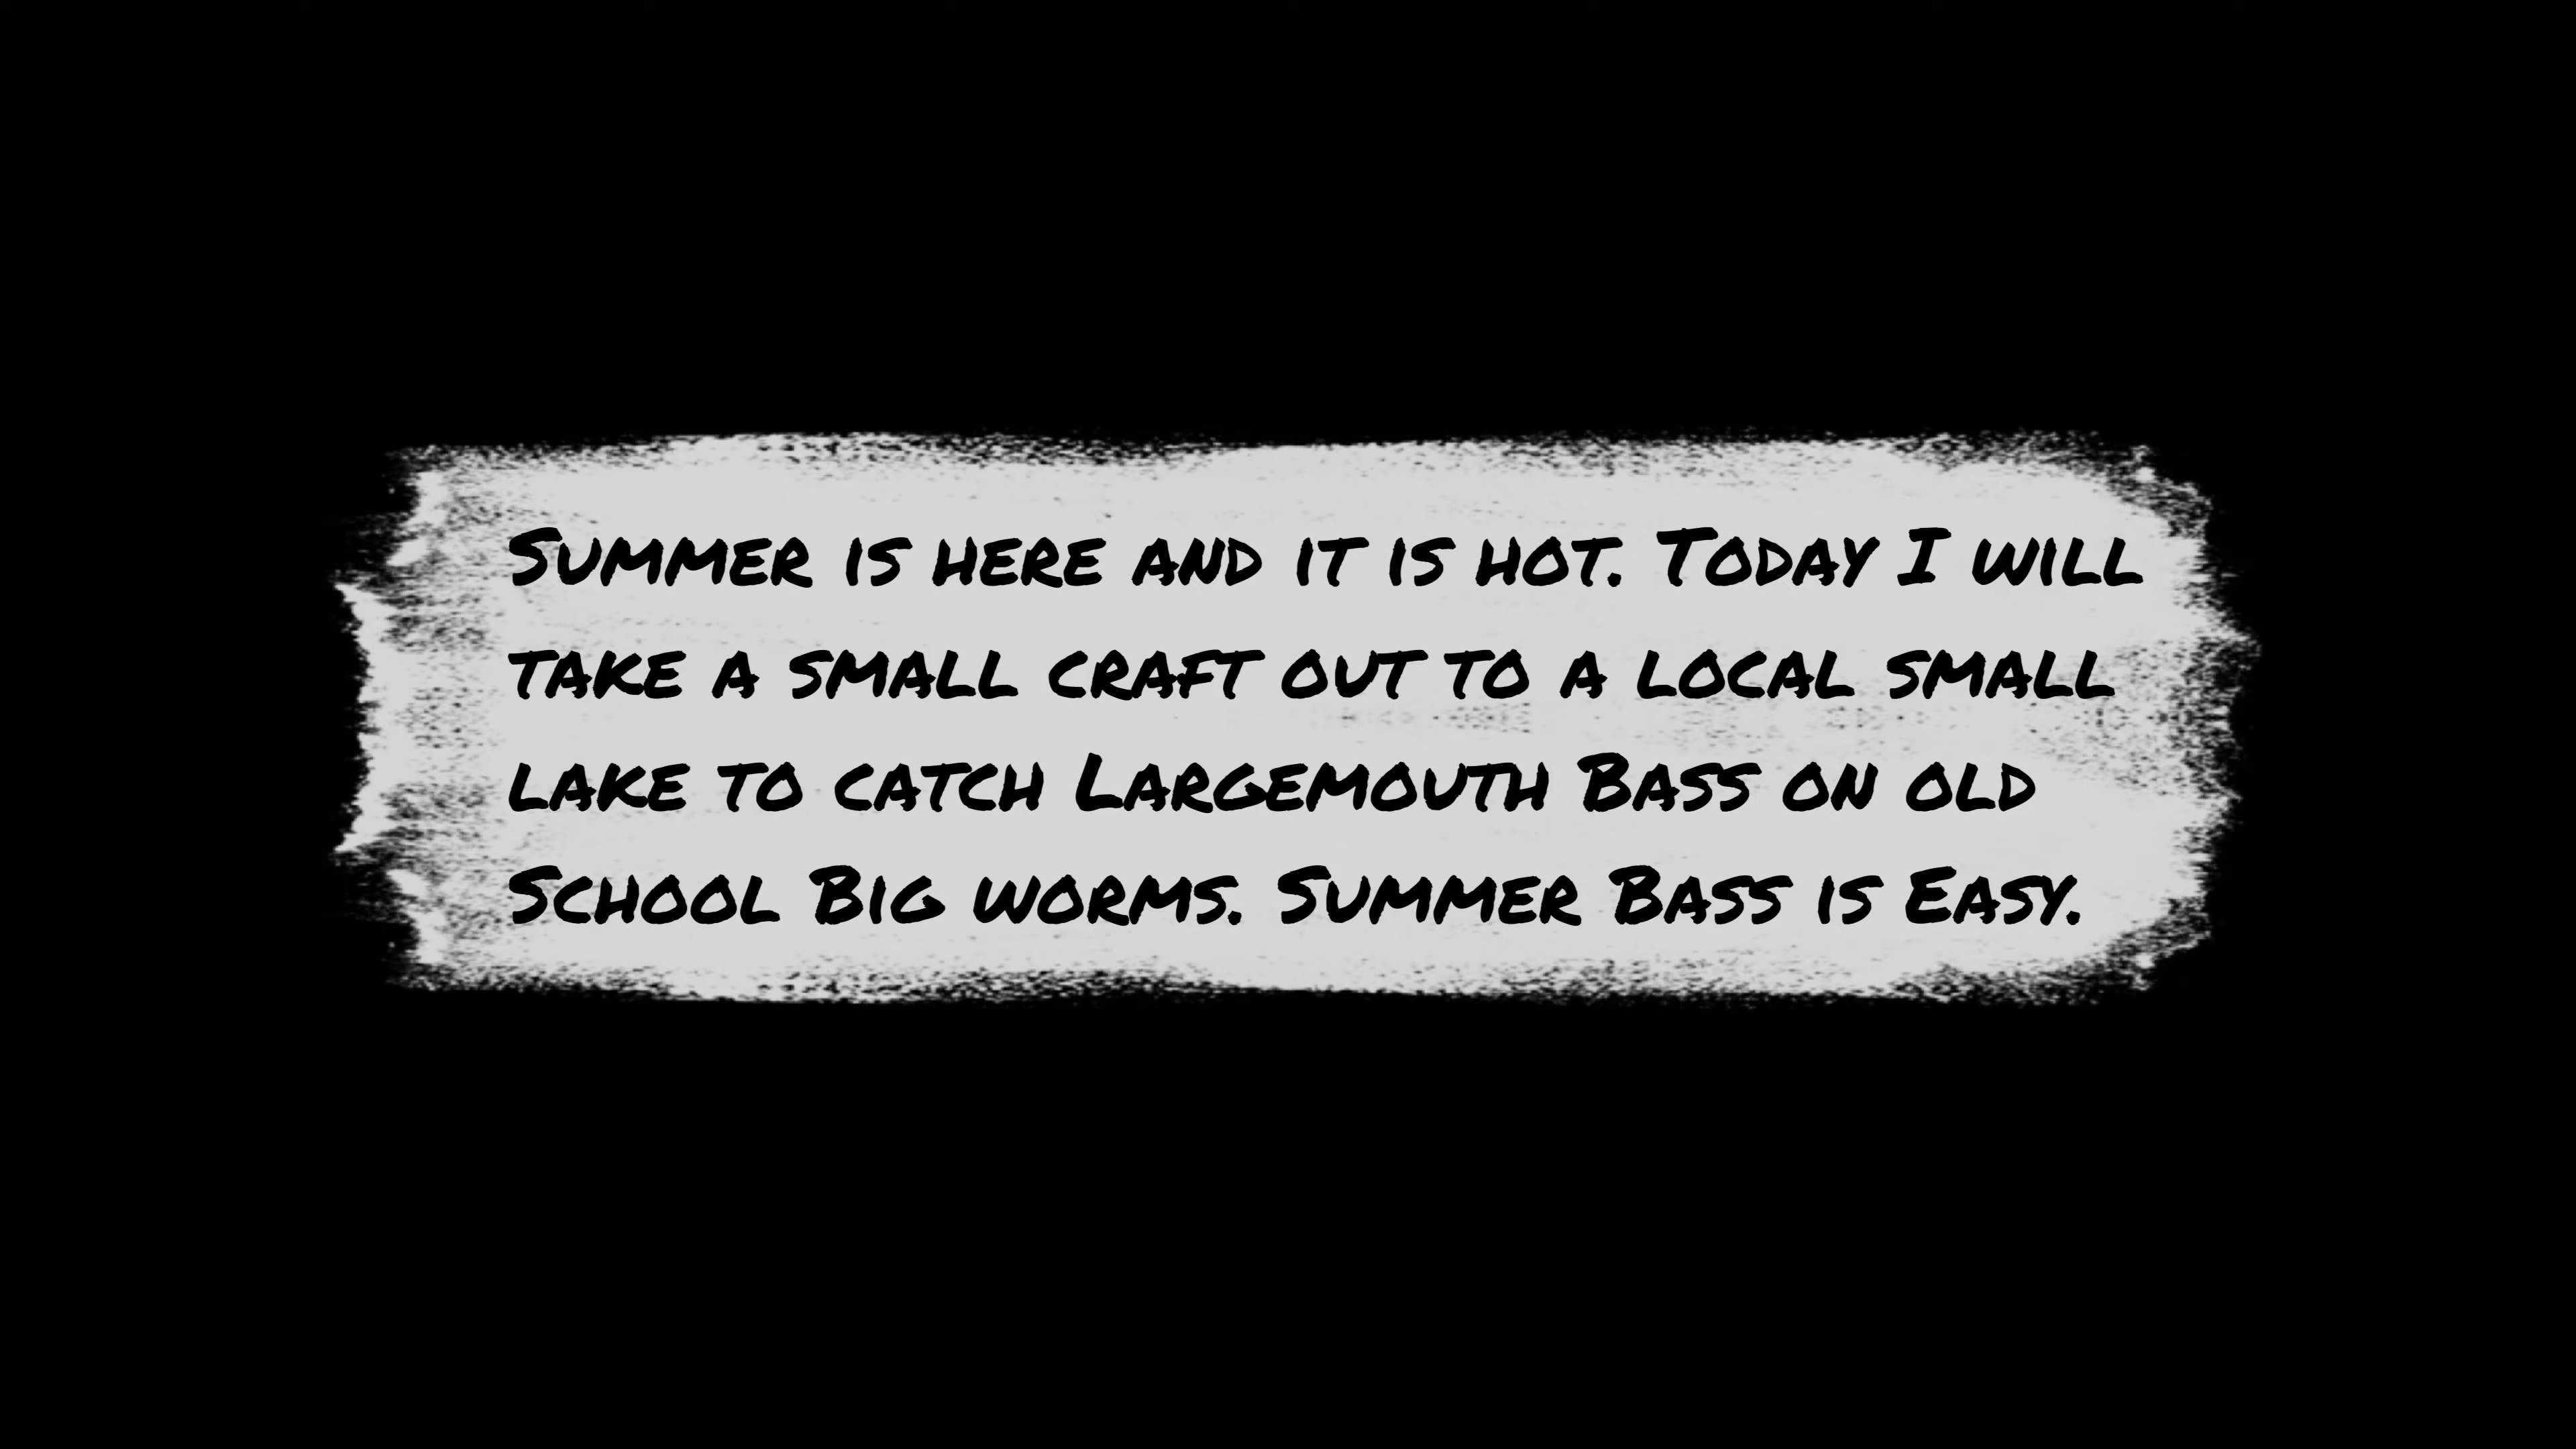 Summer is here and it is hot. Today I will
take a small craft out to a local small
lake to catch Largemouth Bass on old
School Big worms. Summer Bass is Easy.